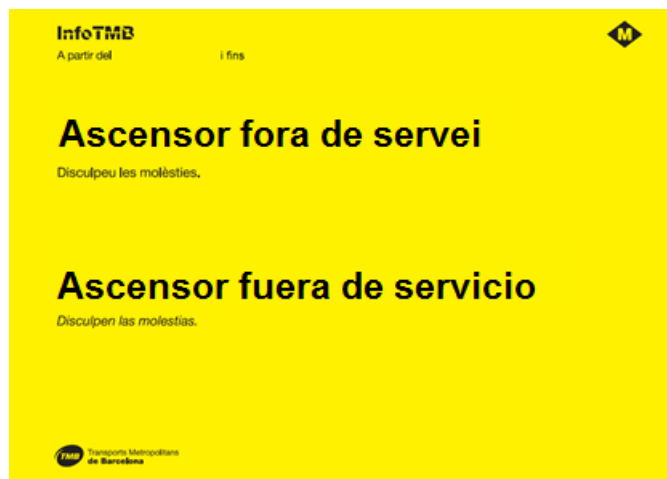 InfoTMB
A partir del i fins
M
Ascensor fora de servei
Disculpeu les molèsties.
Ascensor fuera de servicio
Disculpen las molestias.
TMB Transports Metropolitans
de Barcelona